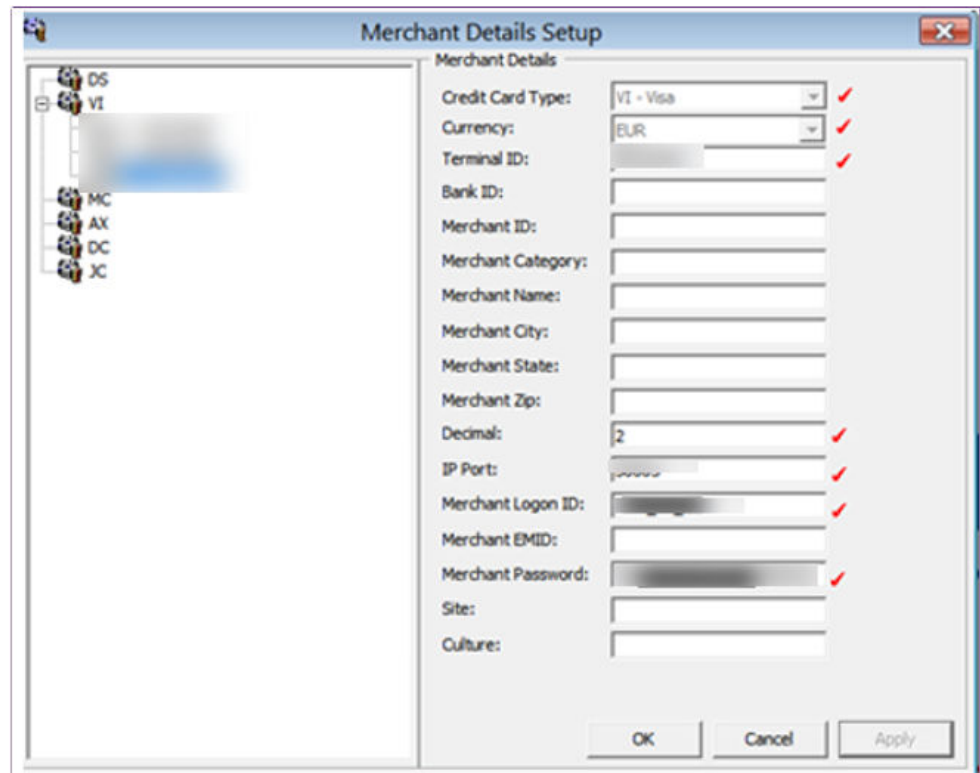 Merchant Details Setup
DS
VI
MC
AX
DC
JC
Merchant Details
Credit Card Type: VI - Visa
Currency: EUR
Terminal ID:
Bank ID:
Merchant ID:
Merchant Category:
Merchant Name:
Merchant City:
Merchant State:
Merchant Zip:
Decimal: 2
IP Port:
Merchant Logon ID:
Merchant EMID:
Merchant Password:
Site:
Culture:
OK Cancel Apply